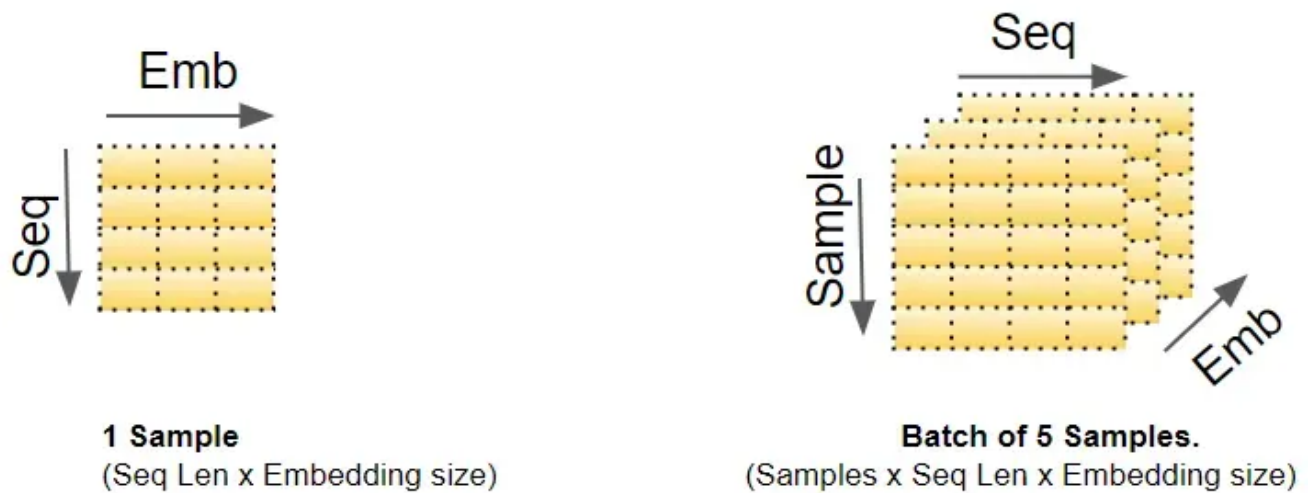 Emb
Seq
1 Sample
(Seq Len x Embedding size)
Seq
Sample
Emb
Batch of 5 Samples.
(Samples x Seq Len x Embedding size)